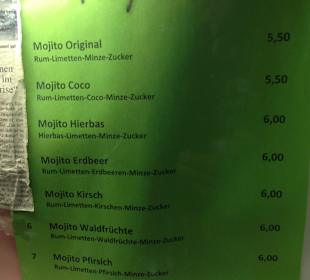 Mojito Original 5,50
Rum-Limetten-Minze-Zucker
Mojito Coco 5,50
Rum-Limetten-Coco-Minze-Zucker
Mojito Hierbas 6,00
Hierbas-Limetten-Minze-Zucker
Mojito Erdbeer 6,00
Rum-Limetten-Erdbeeren-Minze-Zucker
Mojito Kirsch 6,00
Rum-Limetten-Kirschen-Minze-Zucker
6 Mojito Waldfrüchte 6,00
Rum-Limetten-Waldfrüchte-Minze-Zucker
7 Mojito Pfirsich 6,00
Rum-Limetten-Pfirsich-Minze-Zucker